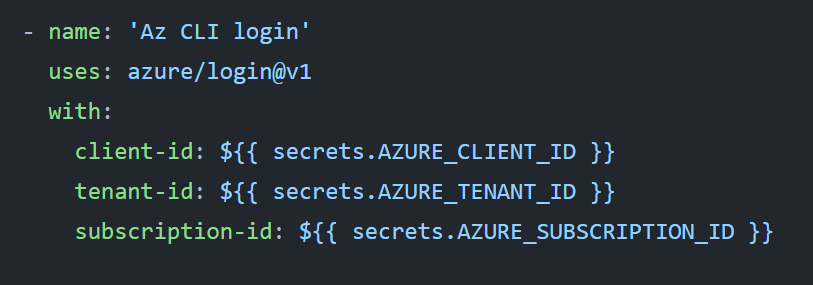 - name: 'Az CLI login'
  uses: azure/login@v1
  with:
    client-id: ${{ secrets.AZURE_CLIENT_ID }}
    tenant-id: ${{ secrets.AZURE_TENANT_ID }}
    subscription-id: ${{ secrets.AZURE_SUBSCRIPTION_ID }}